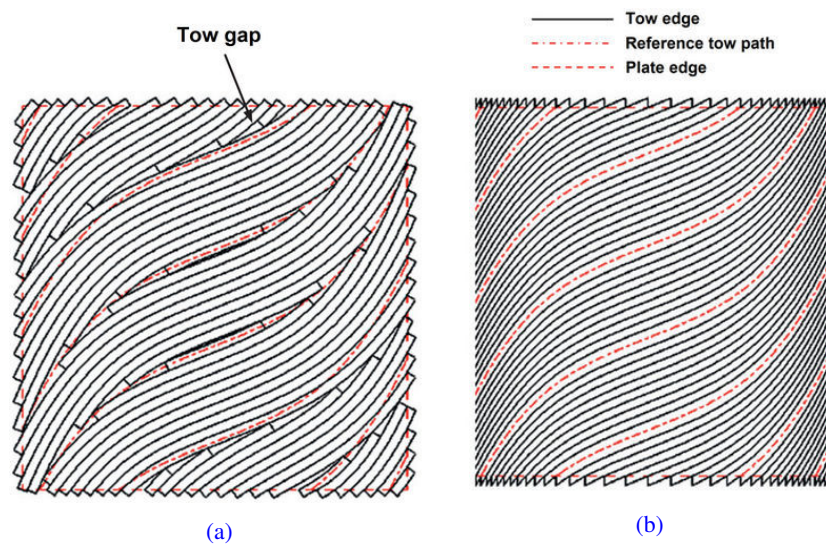 Tow gap
Tow edge
Reference tow path
Plate edge
(a)
(b)